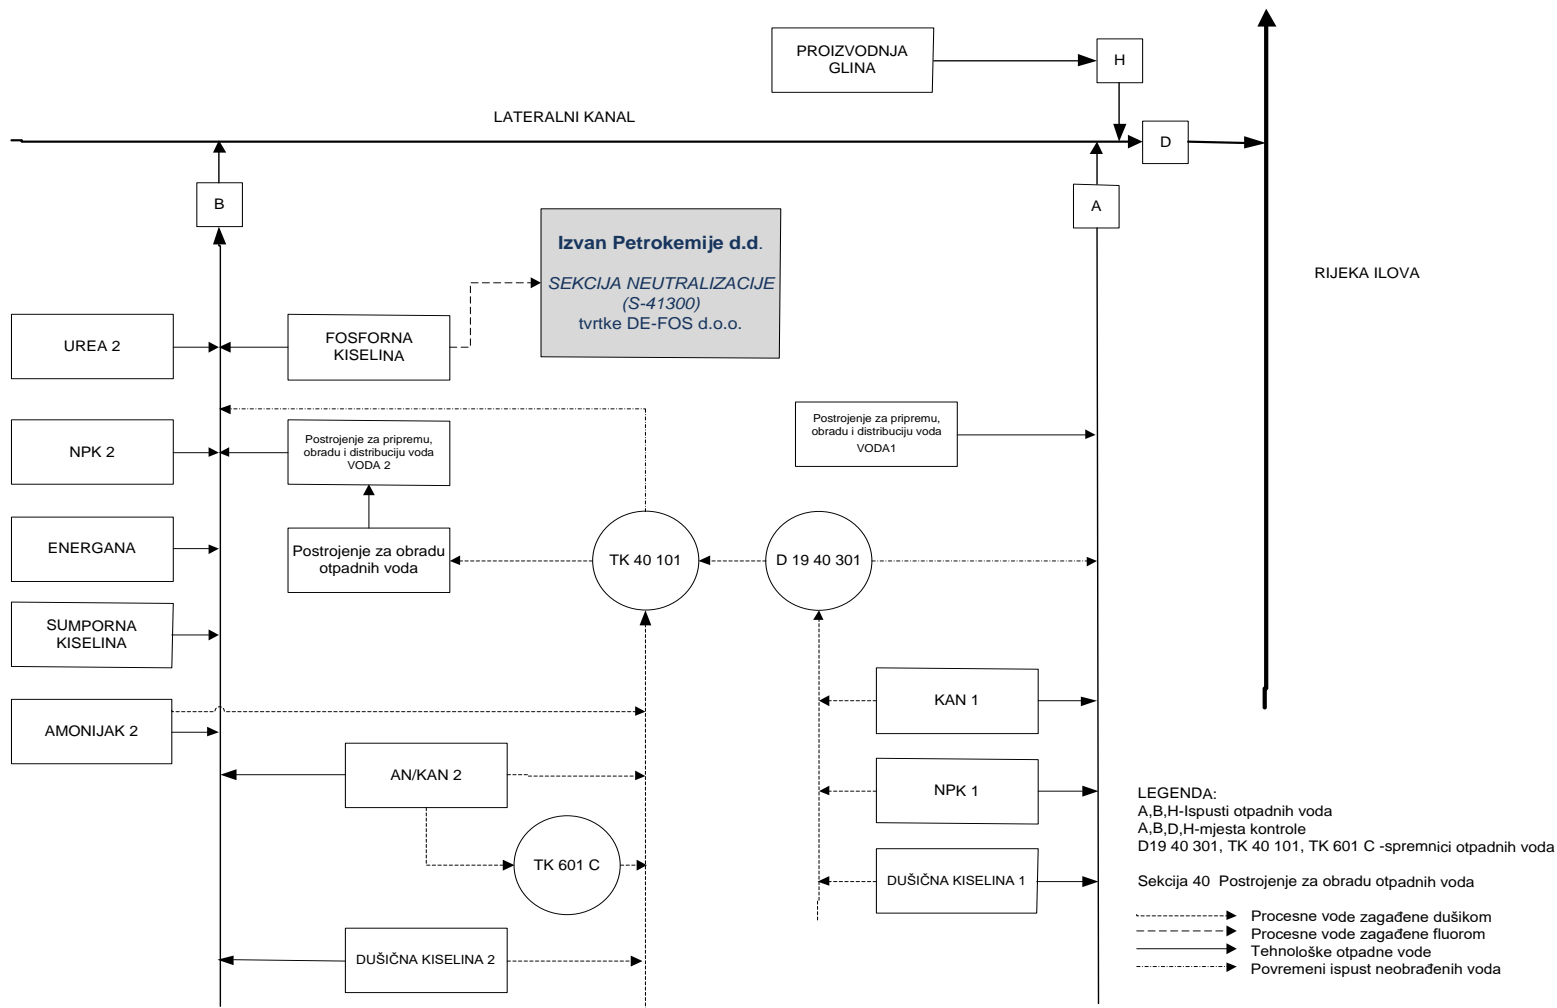 PROIZVODNJA
GLINA
H
LATERALNI KANAL
D
B
A
Izvan Petrokemije d.d.
SEKCIJA NEUTRALIZACIJE
(S-41300)
tvrtke DE-FOS d.o.o.
RIJEKA ILOVA
UREA 2
FOSFORNA
KISELINA
NPK 2
Postrojenje za pripremu,
obradu i distribuciju voda
VODA 2
Postrojenje za pripremu,
obradu i distribuciju voda
VODA1
ENERGANA
Postrojenje za obradu
otpadnih voda
TK 40 101
D 19 40 301
SUMPORNA
KISELINA
AMONIJAK 2
KAN 1
AN/KAN 2
NPK 1
TK 601 C
DUŠIČNA KISELINA 1
DUŠIČNA KISELINA 2
LEGENDA:
A,B,H-Ispusti otpadnih voda
A,B,D,H-mjesta kontrole
D19 40 301, TK 40 101, TK 601 C -spremnici otpadnih voda
Sekcija 40 Postrojenje za obradu otpadnih voda
Procesne vode zagađene dušikom
Procesne vode zagađene fluorom
Tehnološke otpadne vode
Povremeni ispust neobrađenih voda